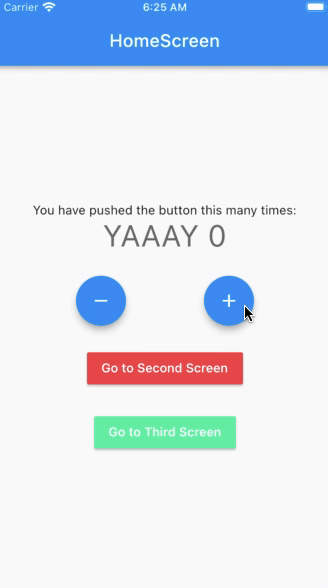 Carrier 6:25 AM
HomeScreen
You have pushed the button this many times:
YAAAY 0
− +
Go to Second Screen
Go to Third Screen